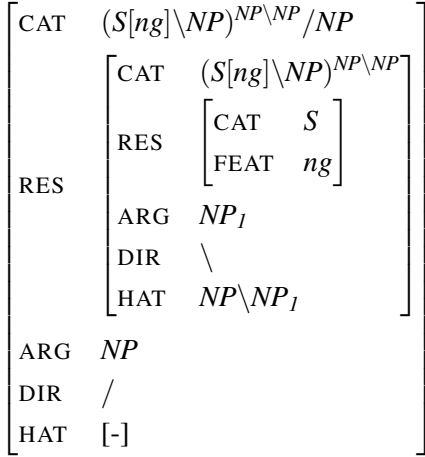 CAT (S[ng]\NP)^{NP\NP}/NP
CAT (S[ng]\NP)^{NP\NP}
RES CAT S
FEAT ng
RES
ARG NP_1
DIR \
HAT NP\NP_1
ARG NP
DIR /
HAT [-]